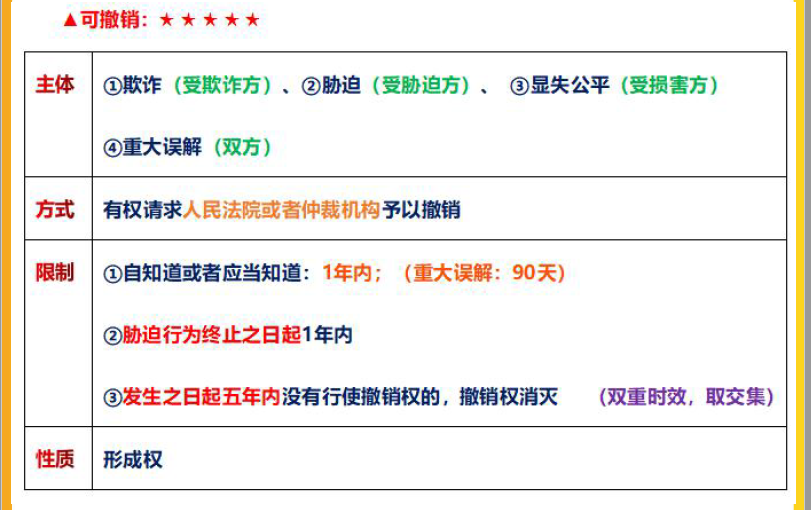 ▲可撤销：★★★★★
主体 ①欺诈（受欺诈方）、②胁迫（受胁迫方）、 ③显失公平（受损害方）
④重大误解（双方）
方式 有权请求人民法院或者仲裁机构予以撤销
限制 ①自知道或者应当知道：1年内；（重大误解：90天）
②胁迫行为终止之日起1年内
③发生之日起五年内没有行使撤销权的，撤销权消灭 （双重时效，取交集）
性质 形成权